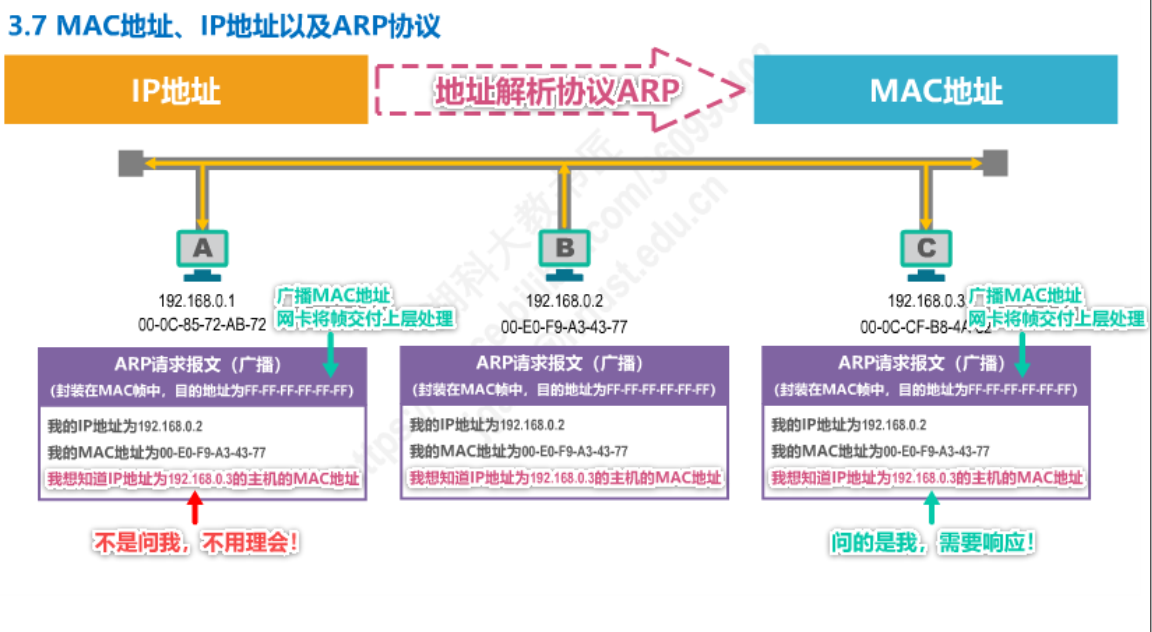 3.7 MAC地址、IP地址以及ARP协议
IP地址
地址解析协议ARP
MAC地址
A
B
C
192.168.0.1
00-0C-85-72-AB-72
广播MAC地址
网卡将帧交付上层处理
192.168.0.2
00-E0-F9-A3-43-77
192.168.0.3
00-0C-CF-B8-4A-
广播MAC地址
网卡将帧交付上层处理
ARP请求报文（广播）
(封装在MAC帧中，目的地址为FF-FF-FF-FF-FF-FF)
我的IP地址为192.168.0.2
我的MAC地址为00-E0-F9-A3-43-77
我想知道IP地址为192.168.0.3的主机的MAC地址
不是问我，不用理会！
ARP请求报文（广播）
(封装在MAC帧中，目的地址为FF-FF-FF-FF-FF-FF)
我的IP地址为192.168.0.2
我的MAC地址为00-E0-F9-A3-43-77
我想知道IP地址为192.168.0.3的主机的MAC地址
ARP请求报文（广播）
(封装在MAC帧中，目的地址为FF-FF-FF-FF-FF-FF)
我的IP地址为192.168.0.2
我的MAC地址为00-E0-F9-A3-43-77
我想知道IP地址为192.168.0.3的主机的MAC地址
问的是我，需要响应！